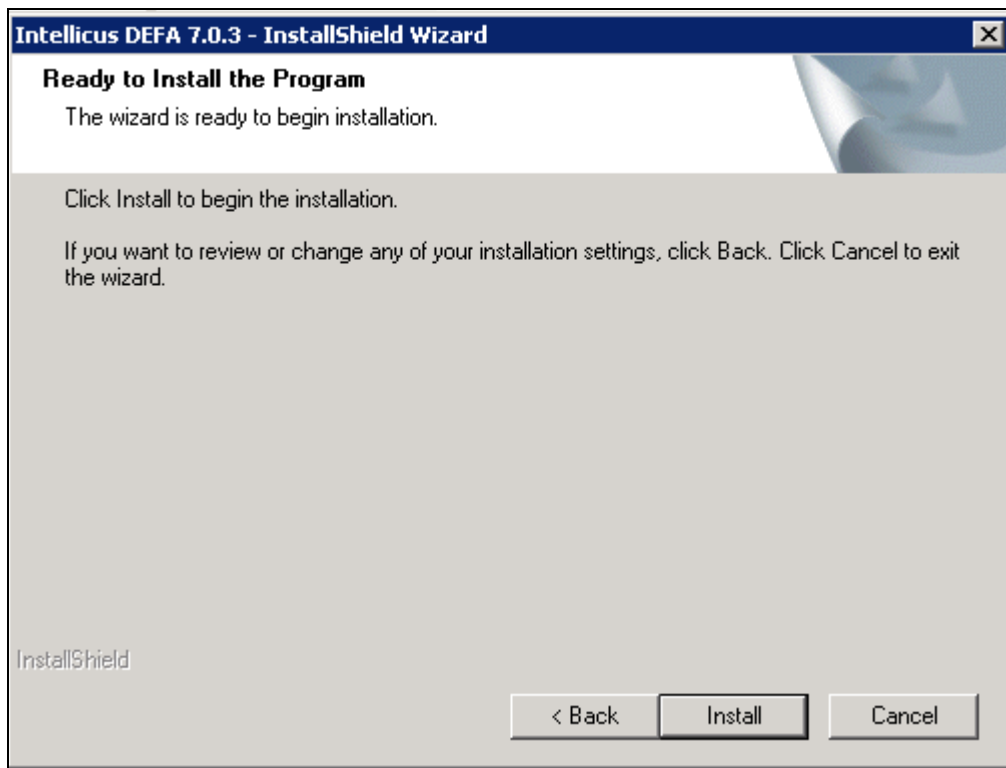 Intellicus DEFA 7.0.3 - InstallShield Wizard
Ready to Install the Program
The wizard is ready to begin installation.
Click Install to begin the installation.
If you want to review or change any of your installation settings, click Back. Click Cancel to exit
the wizard.
InstallShield
< Back Install Cancel